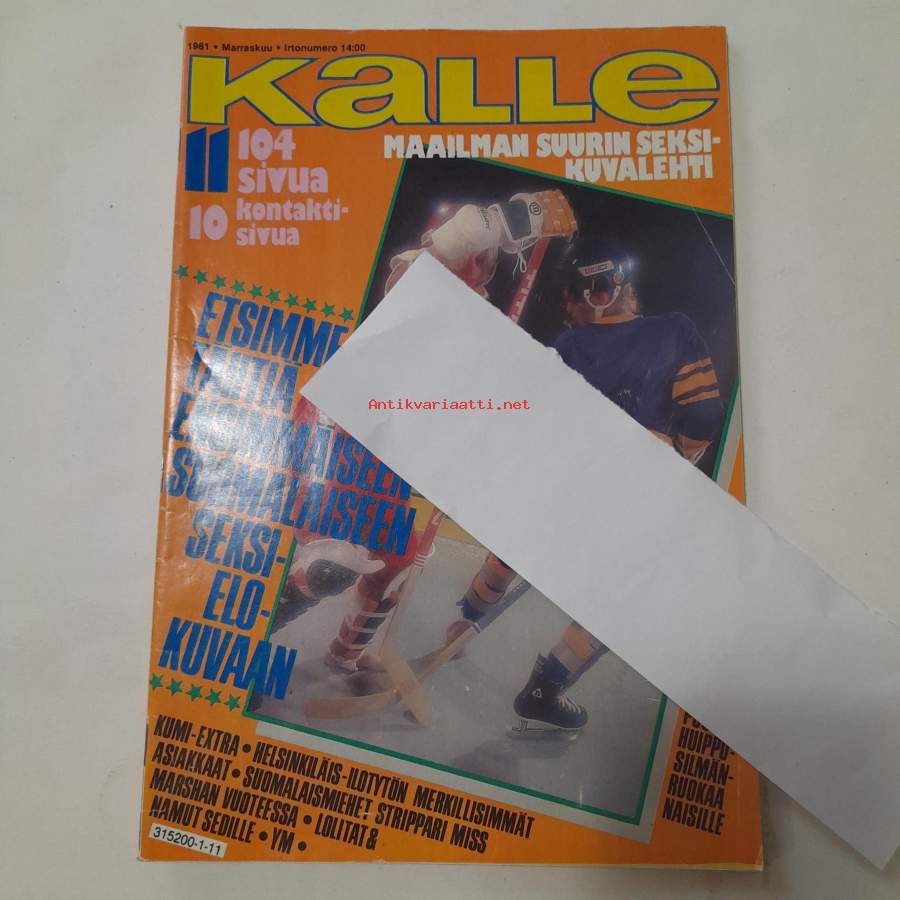 1981 • Marraskuu • Irtonumero 14:00
Kalle
11
104
sivua
10 kontakti-
sivua
MAAILMAN SUURIN SEKSI-
KUVALEHTI
ETSIMME
ENSIMMÄISEEN
SUOMALAISEEN
SEKSI-
ELO-
KUVAAN
Antikvariaatti.net
KUMI-EXTRA • HELSINKILÄIS-ILOTYTÖN MERKILLISIMMÄT
ASIAKKAAT • SUOMALAISMIEHET STRIPPARI MISS
MARSHAN VUOTEESSA • LOLITAT &
NAMUT SEDILLE • YM •
HUIPPU-
SILMÄN-
RUOKAA
NAISILLE
315200-1-11